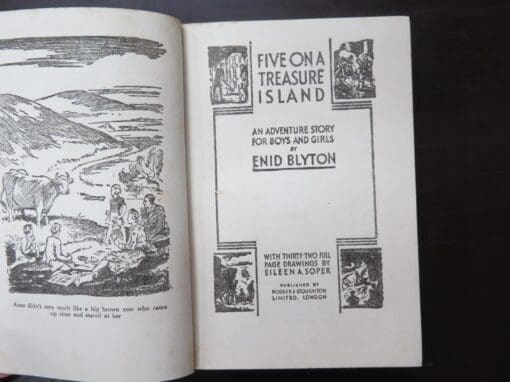 Anne didn't very much like a big brown cow who came
up close and stared at her
FIVE ON A
TREASURE
ISLAND
AN ADVENTURE STORY
FOR BOYS AND GIRLS
BY
ENID BLYTON
WITH THIRTY-TWO FULL
PAGE DRAWINGS BY
EILEEN A. SOPER
PUBLISHED BY
HODDER & STOUGHTON
LIMITED, LONDON